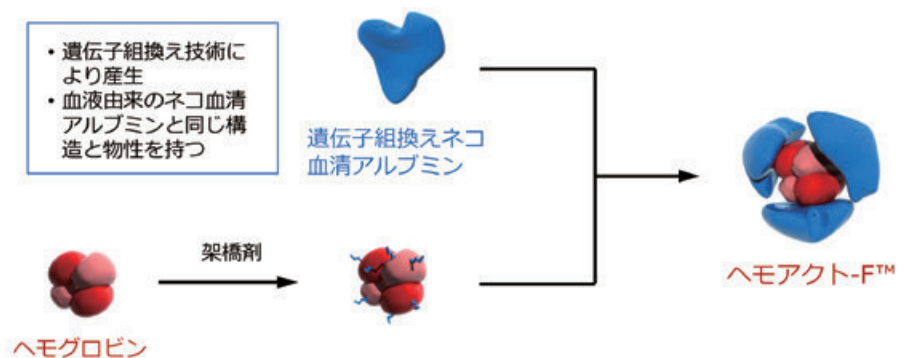 ・遺伝子組換え技術に
より産生
・血液由来のネコ血清
アルブミンと同じ構
造と物性を持つ
遺伝子組換えネコ
血清アルブミン
架橋剤
ヘモグロビン
ヘモアクト-F™